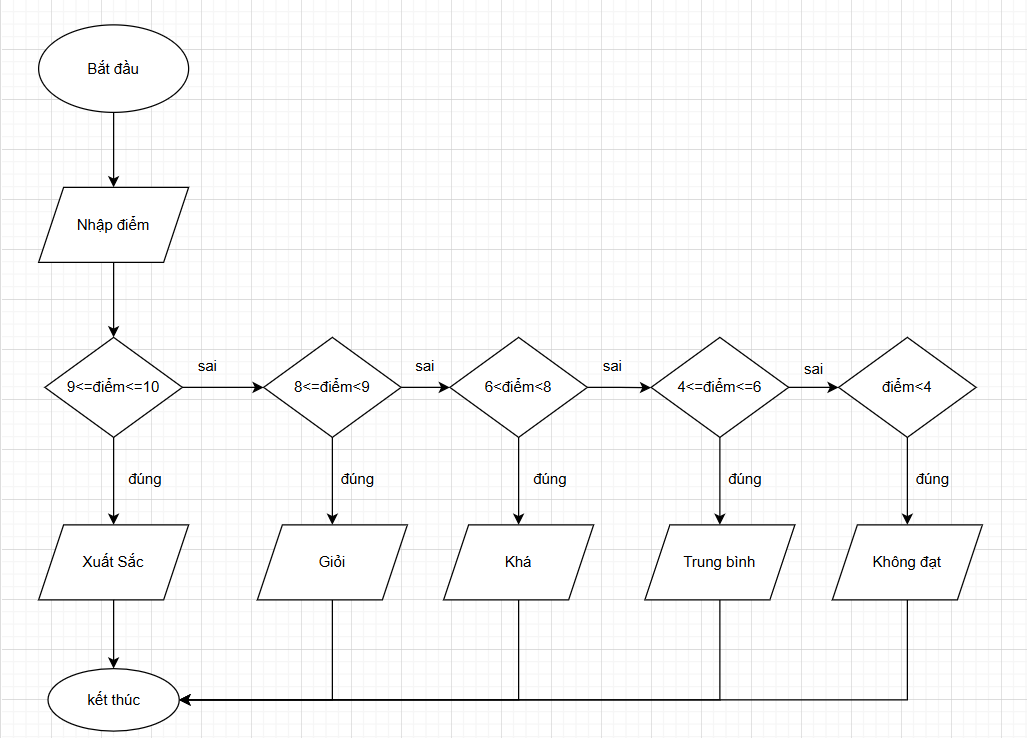 Bắt đầu
Nhập điểm
9<=điểm<=10
sai
8<=điểm<9
sai
6<điểm<8
sai
4<=điểm<=6
sai
điểm<4
đúng
đúng
đúng
đúng
đúng
Xuất Sắc
Giỏi
Khá
Trung bình
Không đạt
kết thúc